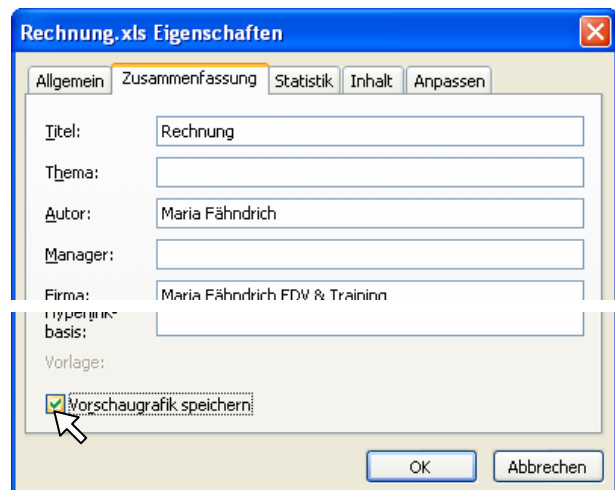 Rechnung.xls Eigenschaften
Allgemein Zusammenfassung Statistik Inhalt Anpassen
Titel: Rechnung
Thema:
Autor: Maria Fähndrich
Manager:
Firma: Maria Fähndrich EDV & Training
Hyperlink-
basis:
Vorlage:
Vorschaugrafik speichern
OK Abbrechen